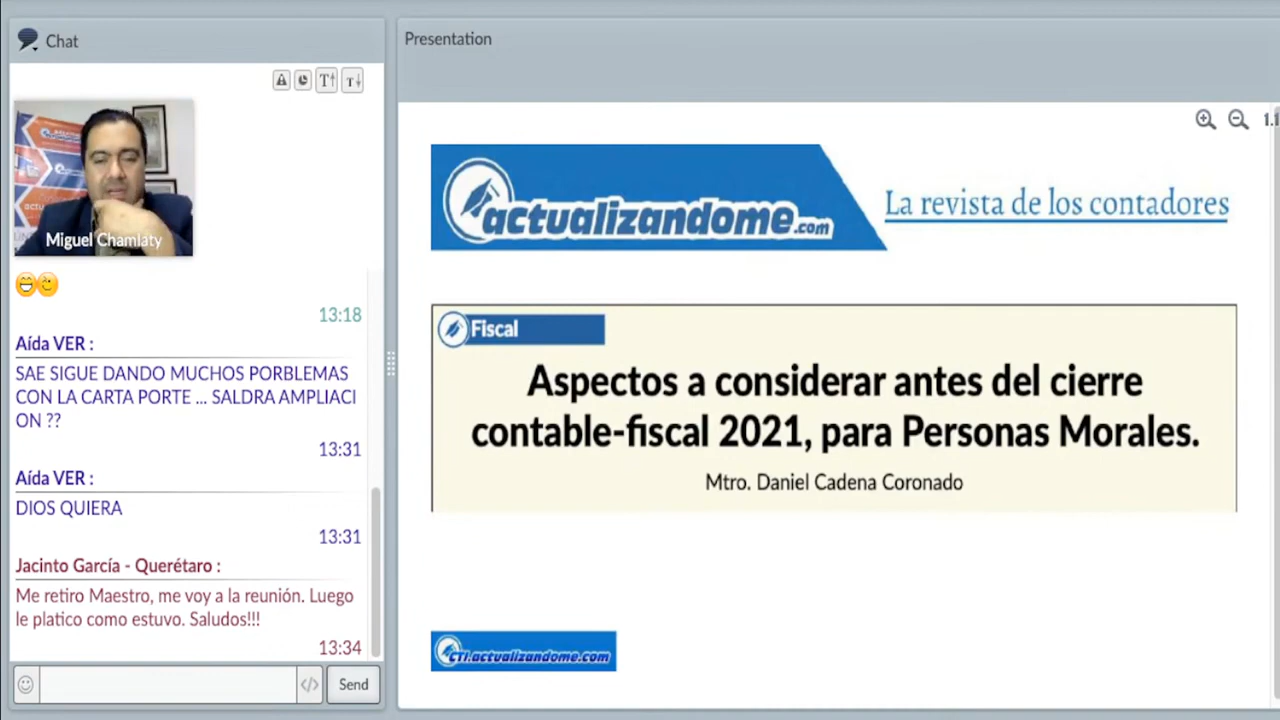 Chat
Miguel Chamlaty
13:18
Aída VER :
SAE SIGUE DANDO MUCHOS PORBLEMAS
CON LA CARTA PORTE ... SALDRA AMPLIACI
ON ??
13:31
Aída VER :
DIOS QUIERA
13:31
Jacinto García - Querétaro :
Me retiro Maestro, me voy a la reunión. Luego
le platico como estuvo. Saludos!!!
13:34
Send
Presentation
actualizandome.com
La revista de los contadores
Fiscal
Aspectos a considerar antes del cierre
contable-fiscal 2021, para Personas Morales.
Mtro. Daniel Cadena Coronado
CTI.actualizandome.com